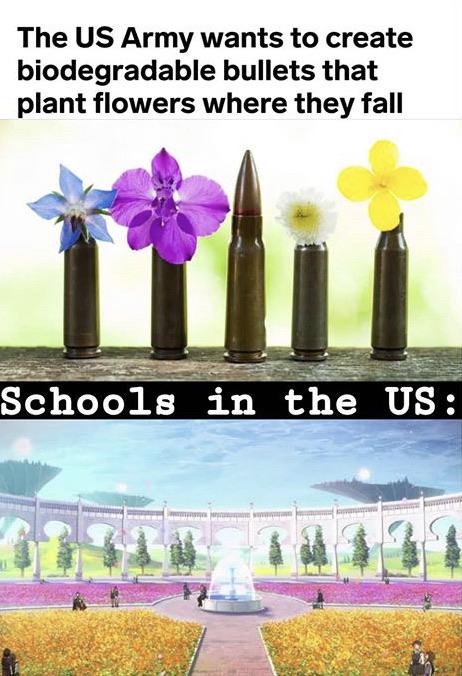 The US Army wants to create
biodegradable bullets that
plant flowers where they fall
Schools in the US: